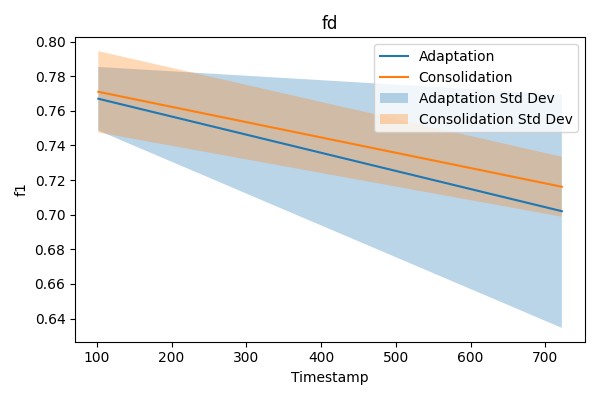 fd
0.80
0.78
0.76
0.74
0.72
0.70
0.68
0.66
0.64
f1
Adaptation
Consolidation
Adaptation Std Dev
Consolidation Std Dev
100
200
300
400
500
600
700
Timestamp